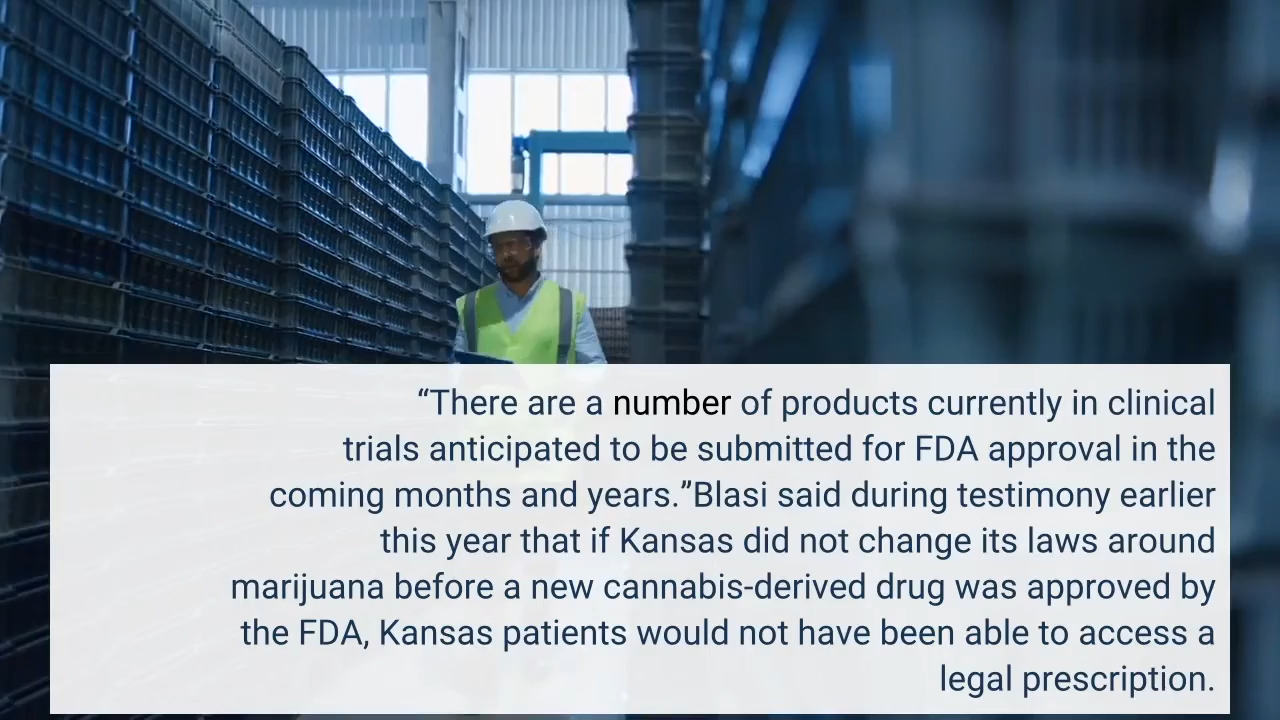 “There are a number of products currently in clinical
trials anticipated to be submitted for FDA approval in the
coming months and years.”Blasi said during testimony earlier
this year that if Kansas did not change its laws around
marijuana before a new cannabis-derived drug was approved by
the FDA, Kansas patients would not have been able to access a
legal prescription.